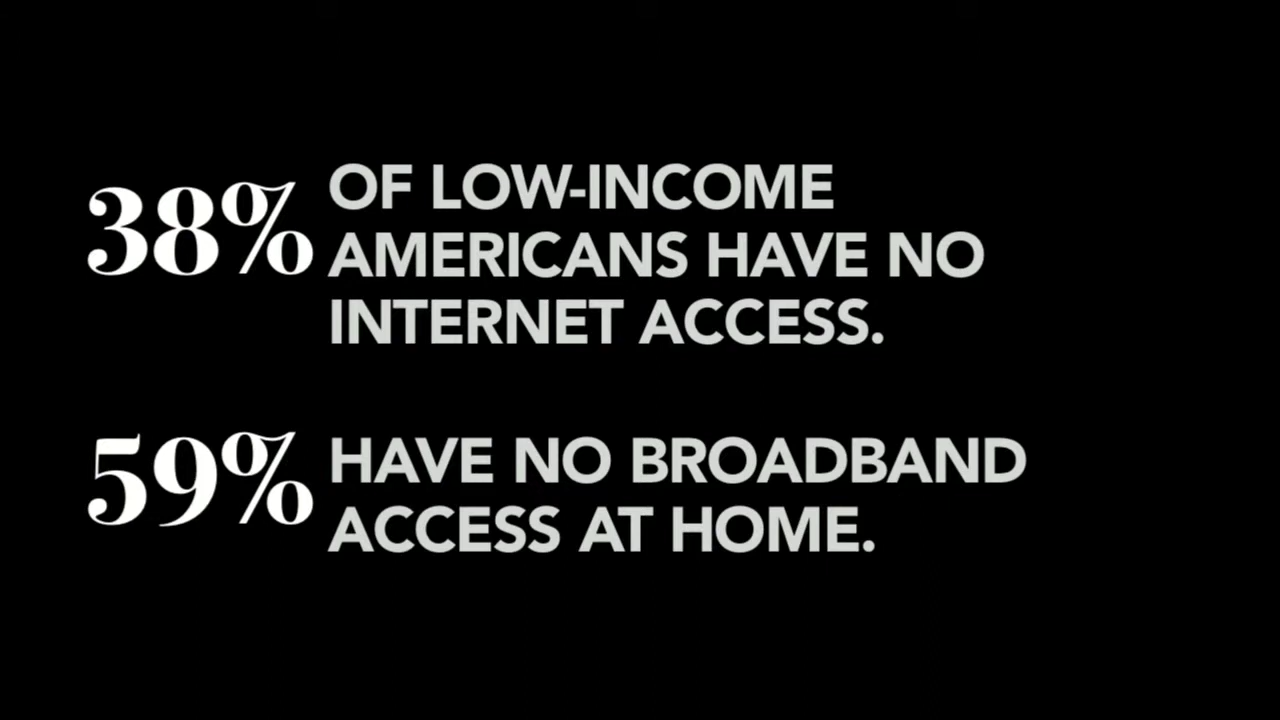 38% OF LOW-INCOME
AMERICANS HAVE NO
INTERNET ACCESS.
59% HAVE NO BROADBAND
ACCESS AT HOME.